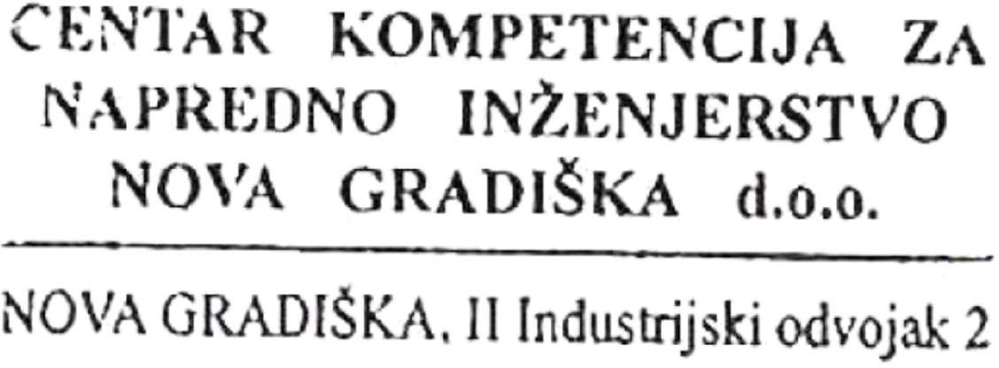 CENTAR KOMPETENCIJA ZA
NAPREDNO INŽENJERSTVO
NOVA GRADIŠKA d.o.o.
NOVA GRADIŠKA, II Industrijski odvojak 2